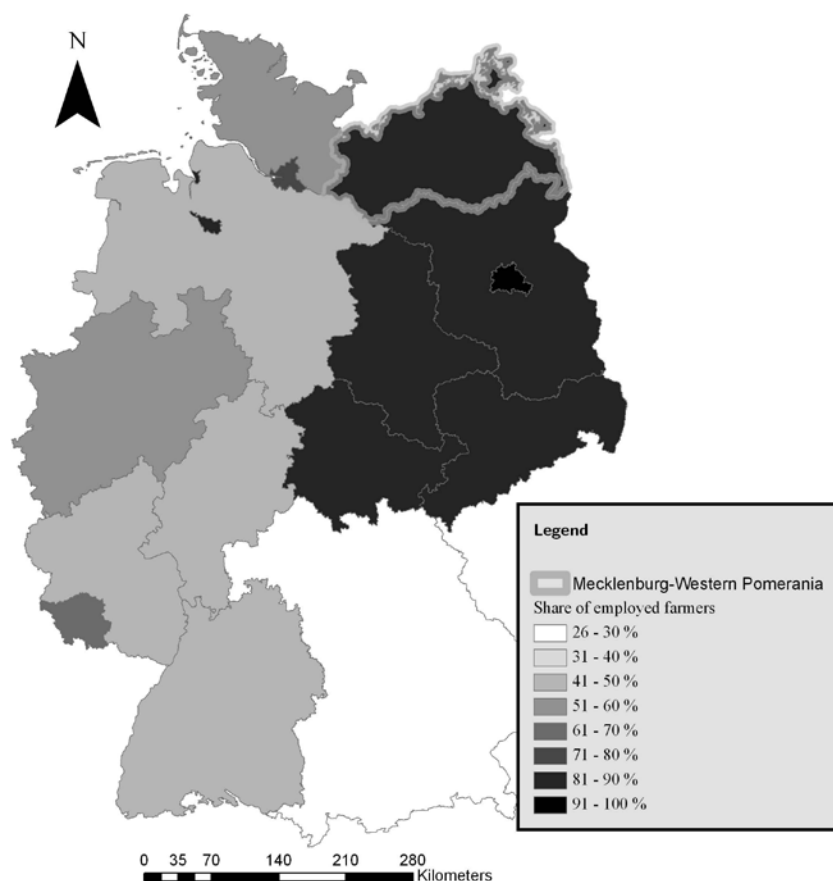 N
Legend
Mecklenburg-Western Pomerania
Share of employed farmers
26 - 30 %
31 - 40 %
41 - 50 %
51 - 60 %
61 - 70 %
71 - 80 %
81 - 90 %
91 - 100 %
0 35 70 140 210 280
Kilometers